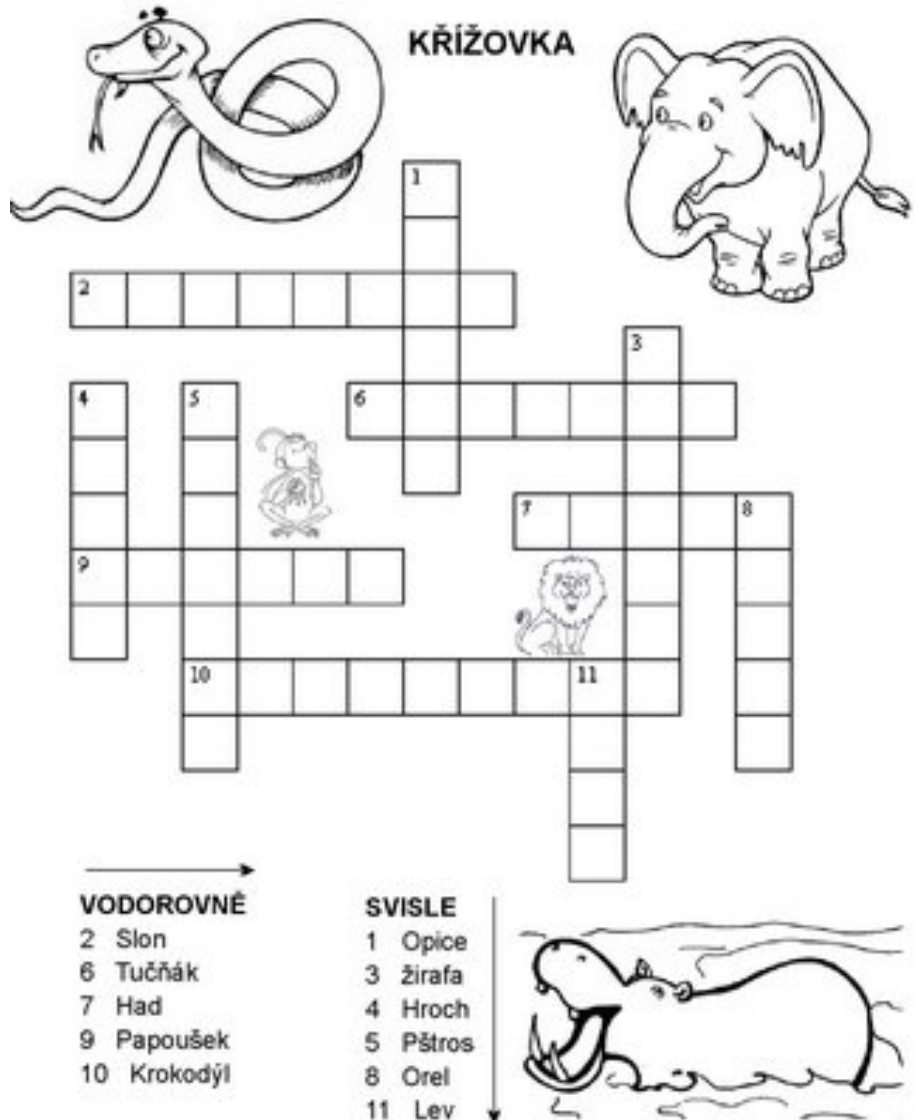 KŘÍŽOVKA
1
2
3
4 5 6
7 8
9
10 11
VODOROVNĚ
2 Slon
6 Tučňák
7 Had
9 Papoušek
10 Krokodýl
SVISLE
1 Opice
3 žirafa
4 Hroch
5 Pštros
8 Orel
11 Lev